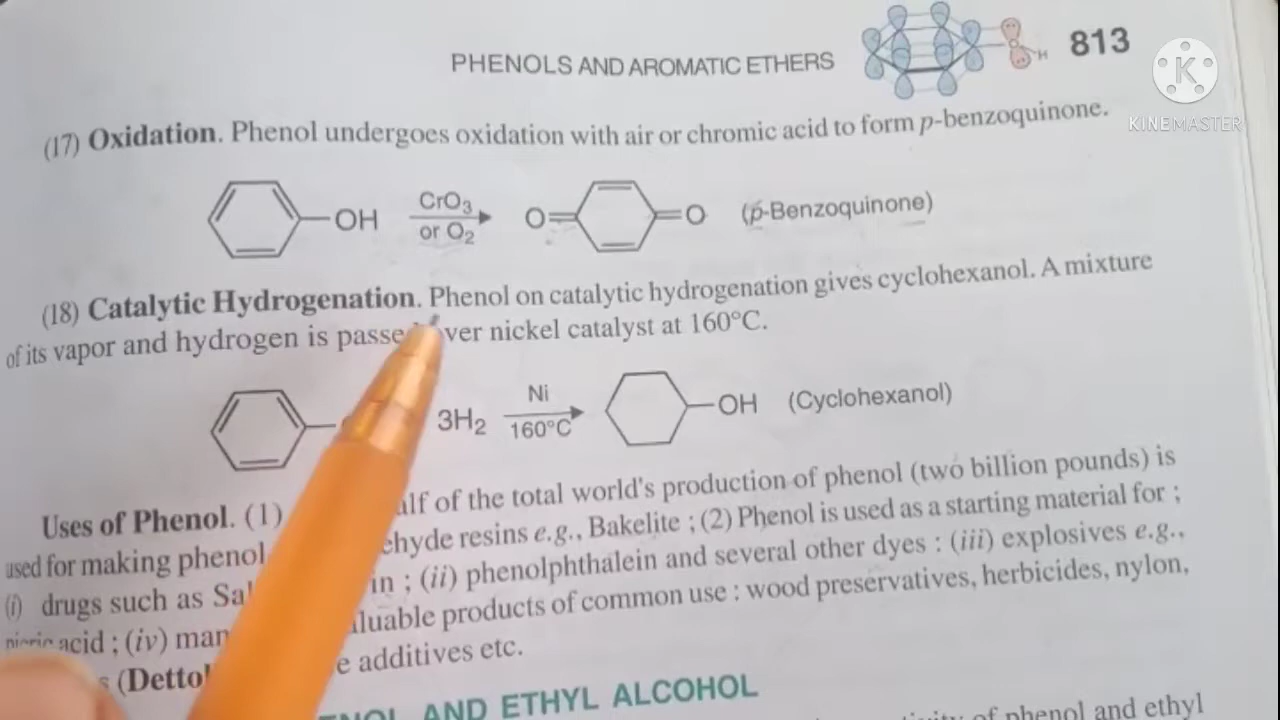 PHENOLS AND AROMATIC ETHERS 813
H
K
KINEMASTER
(17) Oxidation. Phenol undergoes oxidation with air or chromic acid to form p-benzoquinone.
OH CrO₃ or O₂ O= =O (p-Benzoquinone)
(18) Catalytic Hydrogenation. Phenol on catalytic hydrogenation gives cyclohexanol. A mixture
of its vapor and hydrogen is passe ver nickel catalyst at 160°C.
3H₂ Ni 160°C OH (Cyclohexanol)
Uses of Phenol. (1) alf of the total world's production of phenol (two billion pounds) is
used for making phenol ehyde resins e.g., Bakelite ; (2) Phenol is used as a starting material for ;
(i) drugs such as Sal in ; (ii) phenolphthalein and several other dyes : (iii) explosives e.g.,
picric acid ; (iv) man luable products of common use : wood preservatives, herbicides, nylon,
s (Dettol e additives etc.
NOL AND ETHYL ALCOHOL
of phenol and ethyl